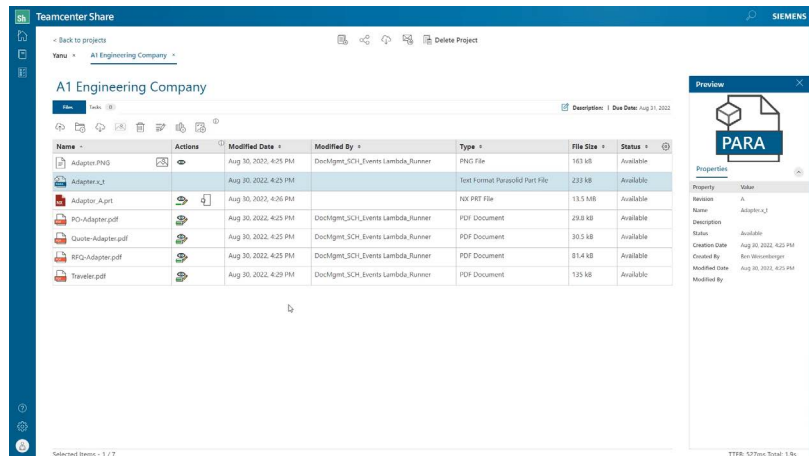 Sh Teamcenter Share SIEMENS
< Back to projects Delete Project
Yanu × A1 Engineering Company ×
A1 Engineering Company
Files Tasks 0 Description: | Due Date: Aug 31, 2022
Name Actions Modified Date Modified By Type File Size Status
Adapter.PNG Aug 30, 2022, 4:25 PM DocMgmt_SCH_Events Lambda_Runner PNG File 163 kB Available
Adapter.x_t Aug 30, 2022, 4:25 PM Text Format Parasolid Part File 233 kB Available
Adaptor_A.prt Aug 30, 2022, 4:26 PM NX PRT File 13.5 MB Available
PO-Adapter.pdf Aug 30, 2022, 4:25 PM DocMgmt_SCH_Events Lambda_Runner PDF Document 29.8 kB Available
Quote-Adapter.pdf Aug 30, 2022, 4:25 PM DocMgmt_SCH_Events Lambda_Runner PDF Document 30.5 kB Available
RFQ-Adapter.pdf Aug 30, 2022, 4:25 PM DocMgmt_SCH_Events Lambda_Runner PDF Document 81.4 kB Available
Traveler.pdf Aug 30, 2022, 4:29 PM DocMgmt_SCH_Events Lambda_Runner PDF Document 135 kB Available
Preview
PARA
Properties
Property Value
Revision A
Name Adapter.x_t
Description
Status Available
Creation Date Aug 30, 2022, 4:25 PM
Created By Ben Weisenberger
Modified Date Aug 30, 2022, 4:25 PM
Modified By
Selected Items - 1 / 7 TTFR: 527ms Total: 1.9s